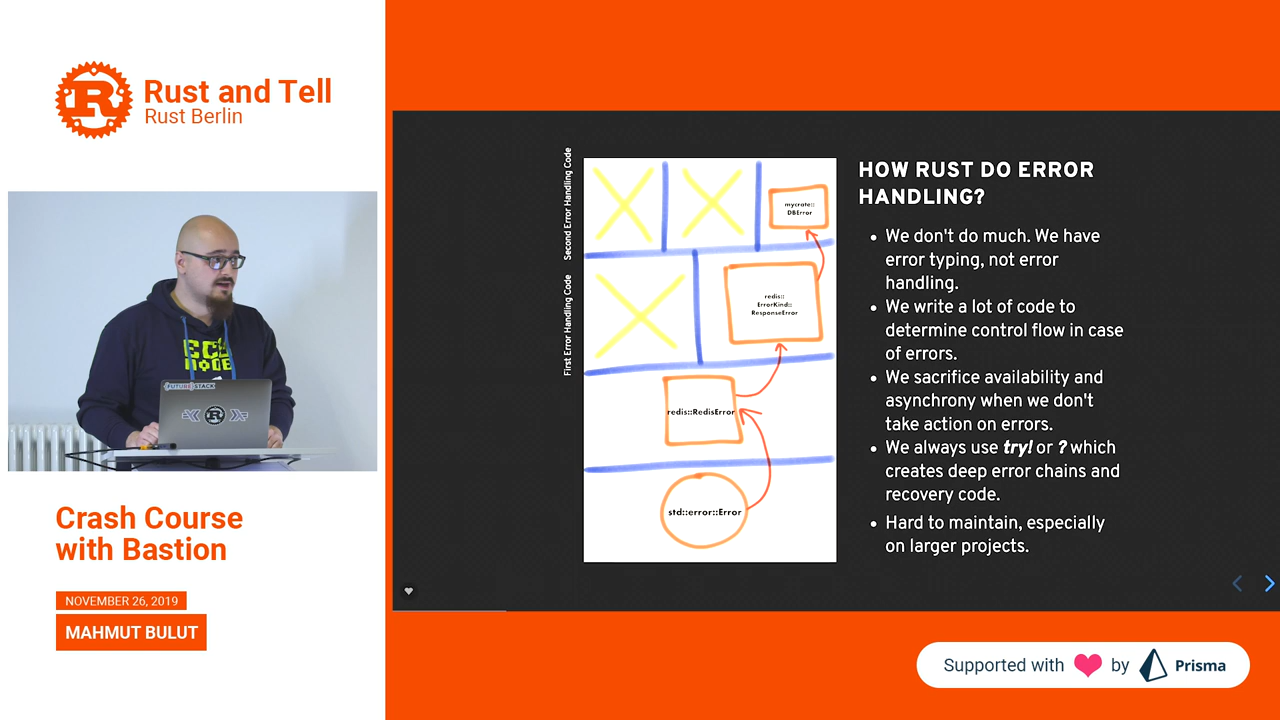 Rust and Tell
Rust Berlin
FUTURE STACK
Crash Course
with Bastion
NOVEMBER 26, 2019
MAHMUT BULUT
Second Error Handling Code
First Error Handling Code
mycrate::
DBError
redis::
ErrorKind::
ResponseError
redis::RedisError
std::error::Error
HOW RUST DO ERROR
HANDLING?
• We don't do much. We have
error typing, not error
handling.
• We write a lot of code to
determine control flow in case
of errors.
• We sacrifice availability and
asynchrony when we don't
take action on errors.
• We always use try! or ? which
creates deep error chains and
recovery code.
• Hard to maintain, especially
on larger projects.
Supported with by Prisma